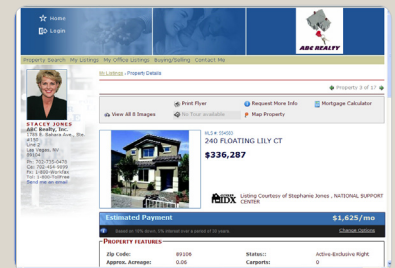 Home
Login
ABC REALTY
Property Search My Listings My Office Listings Buying/Selling Contact Me
My Listings > Property Details
Property 3 of 17
Print Flyer
Request More Info
Mortgage Calculator
View All 8 Images
No Tour available
Map Property
STACEY JONES
ABC Realty, Inc.
Line 2
Las Vegas, NV
Send me an email
240 FLOATING LILY CT
$336,287
IDX
Listing Courtesy of Stephanie Jones , NATIONAL SUPPORT
CENTER
Estimated Payment
$1,625/mo
Change Options
PROPERTY FEATURES
Zip Code:
89106
Status::
Active-Exclusive Right
Approx. Acreage:
0.08
Carports:
0